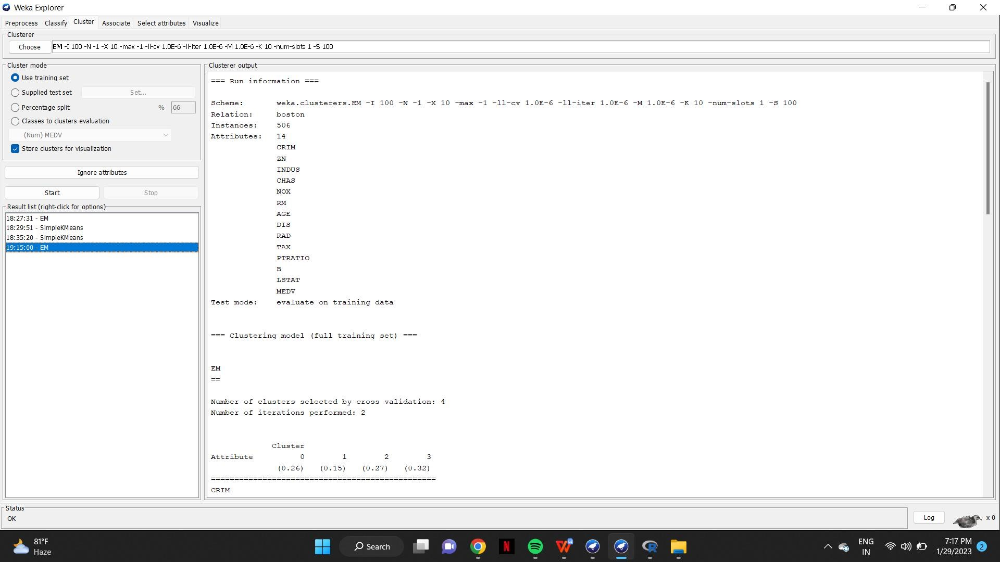 Weka Explorer
Preprocess Classify Cluster Associate Select attributes Visualize
Clusterer
Choose EM -I 100 -N -1 -X 10 -max -1 -ll-cv 1.0E-6 -ll-iter 1.0E-6 -M 1.0E-6 -K 10 -num-slots 1 -S 100
Cluster mode
Use training set
Supplied test set Set...
Percentage split % 66
Classes to clusters evaluation
(Num) MEDV
Store clusters for visualization
Ignore attributes
Start Stop
Result list (right-click for options)
18:27:31 - EM
18:29:51 - SimpleKMeans
18:35:20 - SimpleKMeans
19:15:00 - EM
Clusterer output
=== Run information ===
Scheme: weka.clusterers.EM -I 100 -N -1 -X 10 -max -1 -ll-cv 1.0E-6 -ll-iter 1.0E-6 -M 1.0E-6 -K 10 -num-slots 1 -S 100
Relation: boston
Instances: 506
Attributes: 14
CRIM
ZN
INDUS
CHAS
NOX
RM
AGE
DIS
RAD
TAX
PTRATIO
B
LSTAT
MEDV
Test mode: evaluate on training data
=== Clustering model (full training set) ===
EM
==
Number of clusters selected by cross validation: 4
Number of iterations performed: 2
Cluster
Attribute 0 1 2 3
(0.26) (0.15) (0.27) (0.32)
================================================
CRIM
Status
OK
Log x 0
81°F
Haze
Search
ENG
IN
7:17 PM
1/29/2023
2